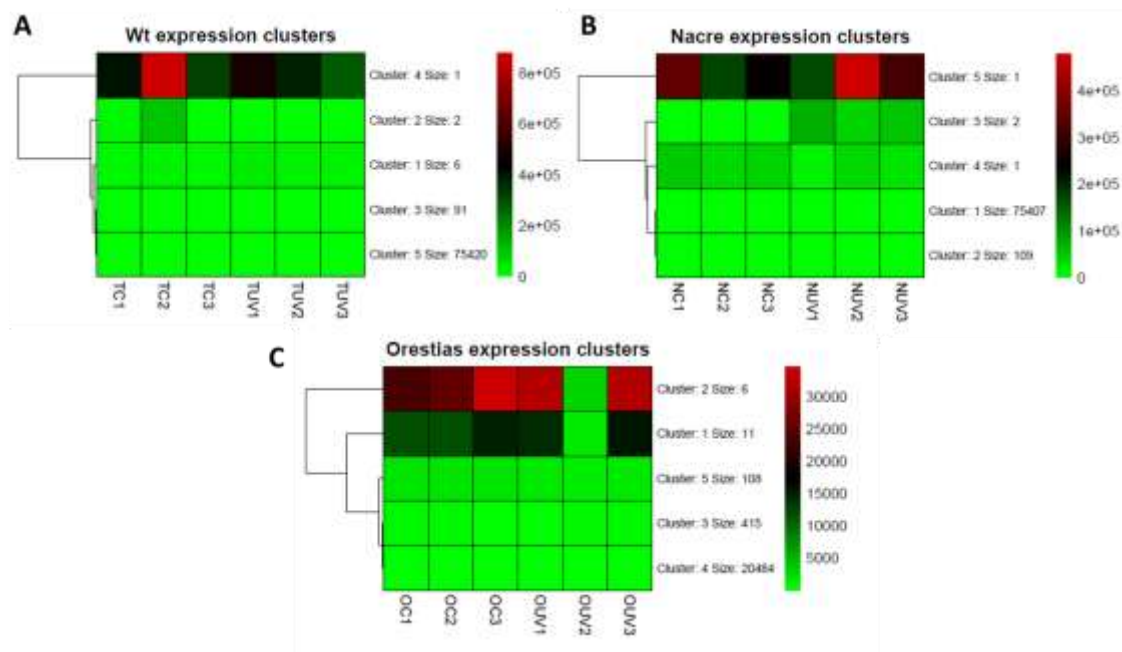 A
Wt expression clusters
Cluster: 4 Size: 1
Cluster: 2 Size: 2
Cluster: 1 Size: 6
Cluster: 3 Size: 91
Cluster: 5 Size: 75420
8e+05
6e+05
4e+05
2e+05
0
TC1
TC2
TC3
TUV1
TUV2
TUV3
B
Nacre expression clusters
Cluster: 5 Size: 1
Cluster: 3 Size: 2
Cluster: 4 Size: 1
Cluster: 1 Size: 75407
Cluster: 2 Size: 109
4e+05
3e+05
2e+05
1e+05
0
NC1
NC2
NC3
NUV1
NUV2
NUV3
C
Orestias expression clusters
Cluster: 2 Size: 6
Cluster: 1 Size: 11
Cluster: 5 Size: 108
Cluster: 3 Size: 415
Cluster: 4 Size: 20484
30000
25000
20000
15000
10000
5000
OC1
OC2
OC3
OUV1
OUV2
OUV3